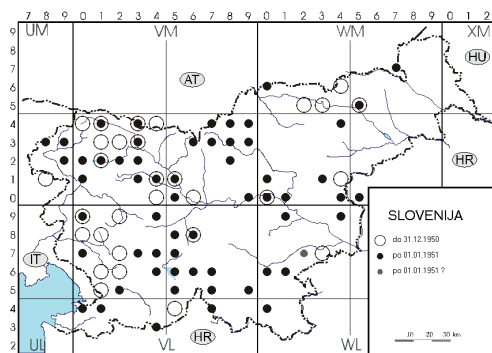 UM VM WM XM
7 8 9 0 1 2 3 4 5 6 7 8 9 0 1 2 3 4 5 6 7 8 9 0 1 2
9
8
7
6
5
4
3
2
1
0
9
8
7
6
5
4
3
2
AT
HU
HR
IT
HR
UL VL WL
SLOVENIJA
do 31.12.1950
po 01.01.1951
po 01.01.1951 ?
10 20 30 km